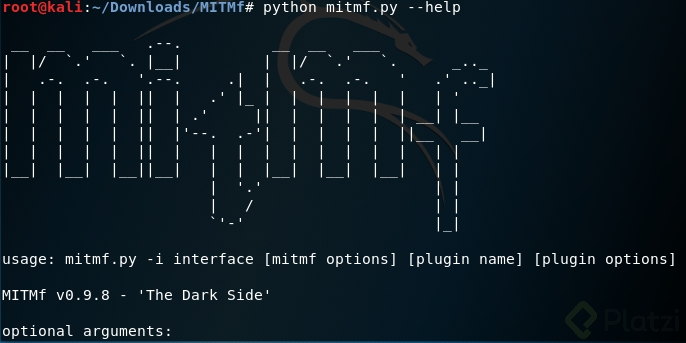 root@kali:~/Downloads/MITMf# python mitmf.py --help
MITMf
usage: mitmf.py -i interface [mitmf options] [plugin name] [plugin options]
MITMf v0.9.8 - 'The Dark Side'
optional arguments:
Platzi